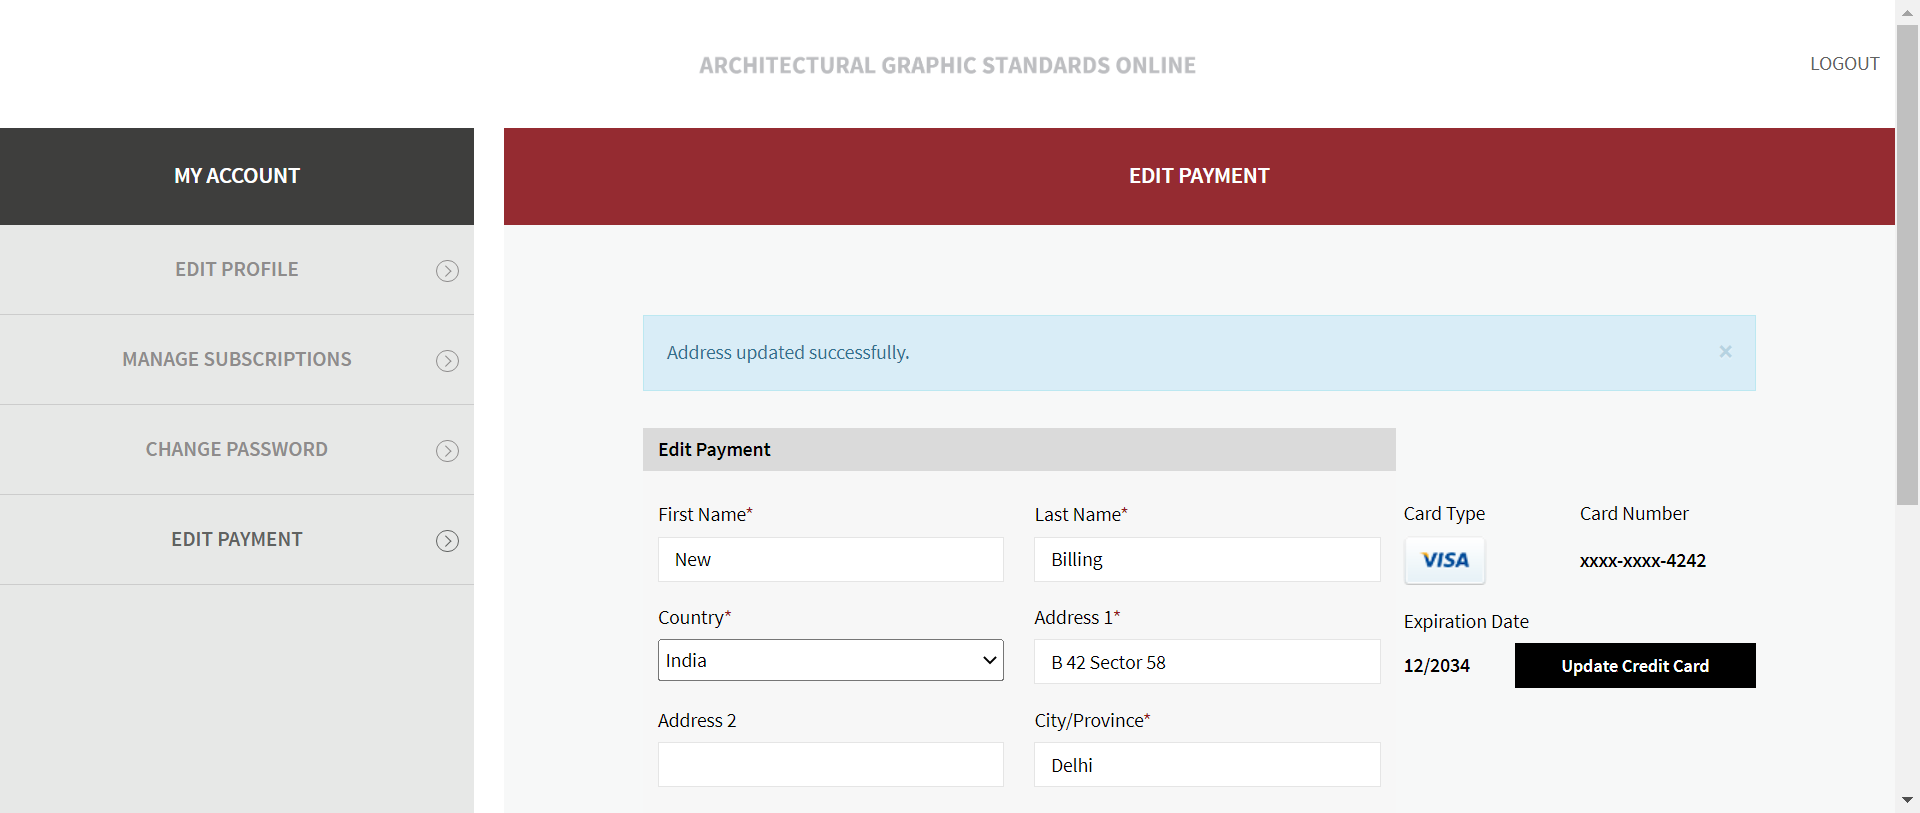 ARCHITECTURAL GRAPHIC STANDARDS ONLINE
LOGOUT
MY ACCOUNT
EDIT PROFILE
MANAGE SUBSCRIPTIONS
CHANGE PASSWORD
EDIT PAYMENT
EDIT PAYMENT
Address updated successfully.
×
Edit Payment
First Name*
Last Name*
New
Billing
Country*
Address 1*
India
B 42 Sector 58
Address 2
City/Province*
Delhi
Card Type
Card Number
VISA
xxxx-xxxx-4242
Expiration Date
12/2034
Update Credit Card